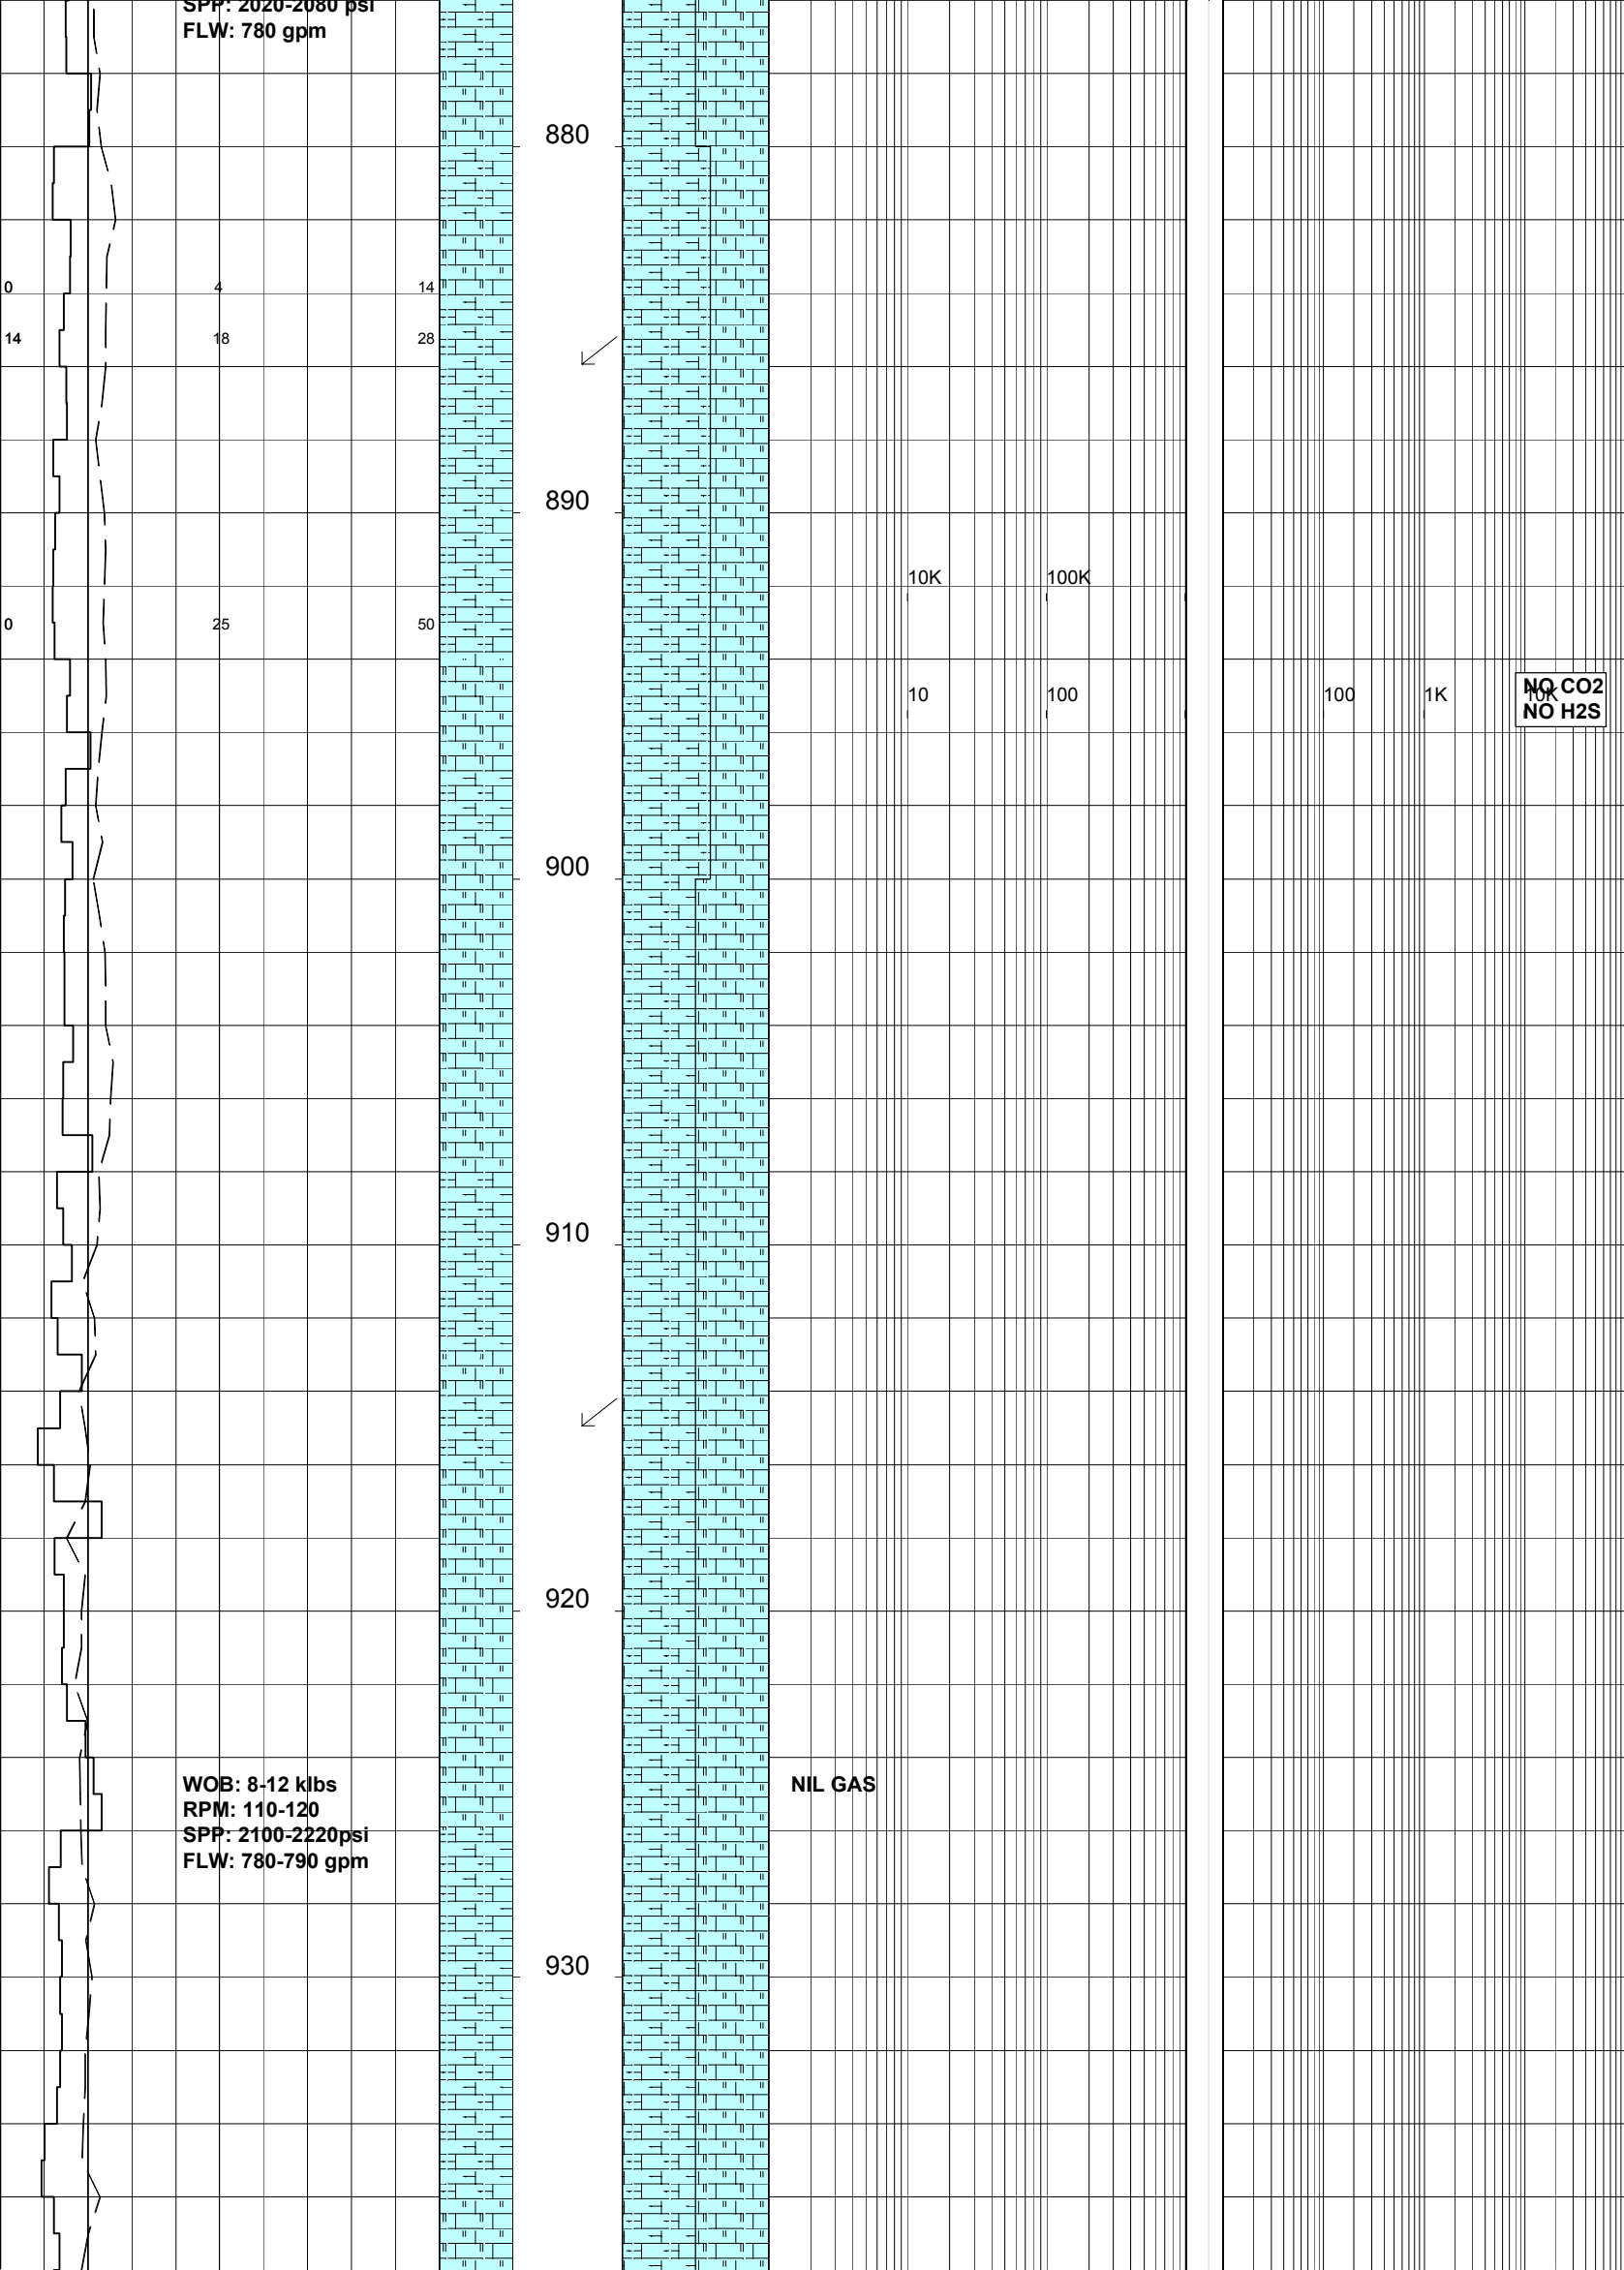 SPP: 2020-2080 psi
FLW: 780 gpm
880
0 4 14
14 18 28
890
10K 100K
0 25 50
10 100 100 1K 10K
NO CO2
NO H2S
900
910
920
WOB: 8-12 klbs
RPM: 110-120
SPP: 2100-2220psi
FLW: 780-790 gpm
NIL GAS
930